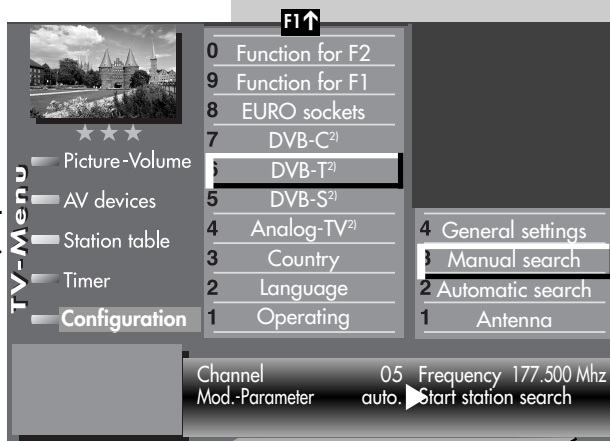 F1↑
0 Function for F2
9 Function for F1
8 EURO sockets
7 DVB-C2)
6 DVB-T2)
5 DVB-S2)
4 Analog-TV2)
3 Country
2 Language
1 Operating
TV-Menu
Picture-Volume
AV devices
Station table
Timer
Configuration
4 General settings
3 Manual search
2 Automatic search
1 Antenna
Channel 05 Frequency 177.500 Mhz
Mod.-Parameter auto. Start station search